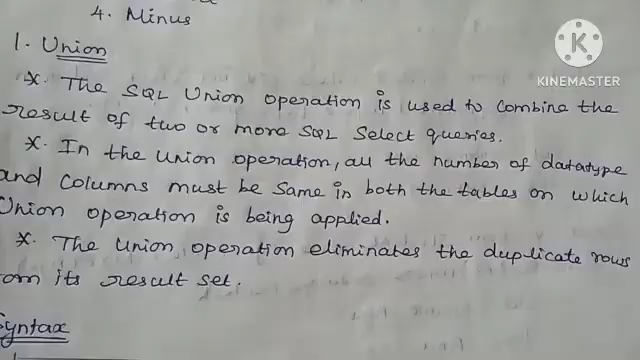 4. Minus
1. Union
KINEMASTER
*. The SQL Union operation is used to combine the
result of two or more SQL Select queries.
*. In the union operation, all the number of datatype
and columns must be same in both the tables on which
Union operation is being applied.
*. The union operation eliminates the duplicate rows
om its result set.
Syntax